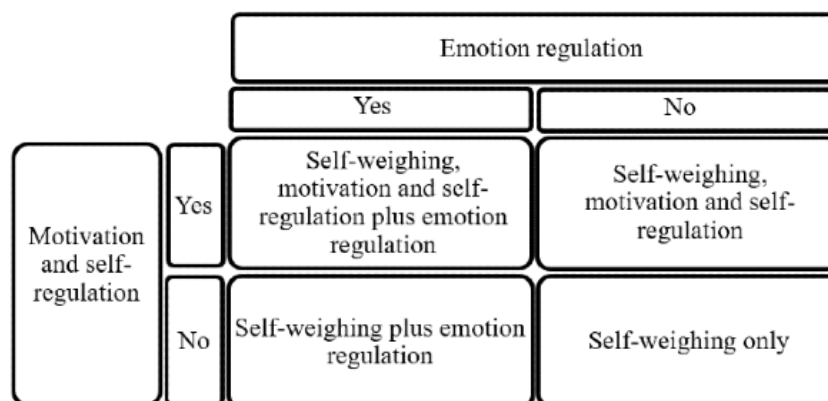 Emotion regulation
Yes
No
Motivation
and self-
regulation
Yes
Self-weighing,
motivation and self-
regulation plus emotion
regulation
Self-weighing,
motivation and self-
regulation
No
Self-weighing plus emotion
regulation
Self-weighing only